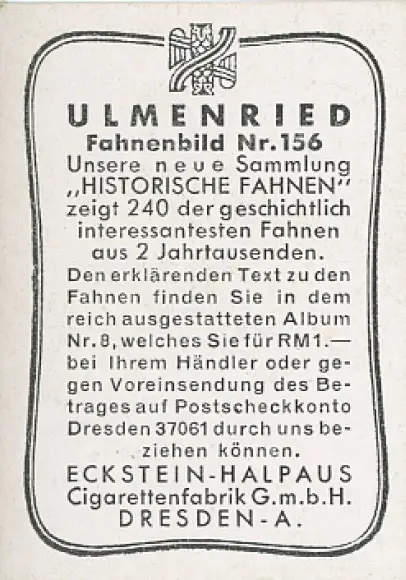 ULMENRIED
Fahnenbild Nr.156
Unsere neue Sammlung
„HISTORISCHE FAHNEN"
zeigt 240 der geschichtlich
interessantesten Fahnen
aus 2 Jahrtausenden.
Den erklärenden Text zu den
Fahnen finden Sie in dem
reich ausgestatteten Album
Nr. 8, welches Sie für RM1.—
bei Ihrem Händler oder ge-
gen Voreinsendung des Be-
trages auf Postscheckkonto
Dresden 37061 durch uns be-
ziehen können.
ECKSTEIN-HALPAUS
Cigarettenfabrik G.m.b.H.
DRESDEN-A.